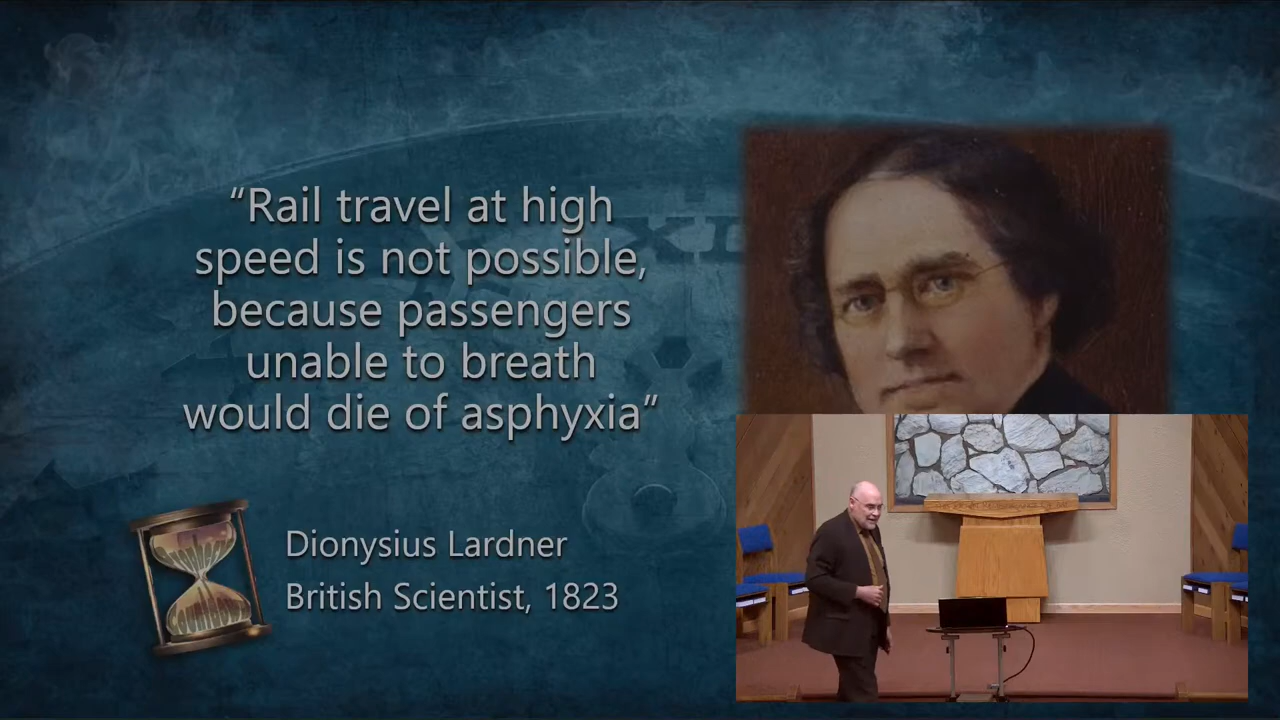 “Rail travel at high
speed is not possible,
because passengers
unable to breath
would die of asphyxia”
Dionysius Lardner
British Scientist, 1823